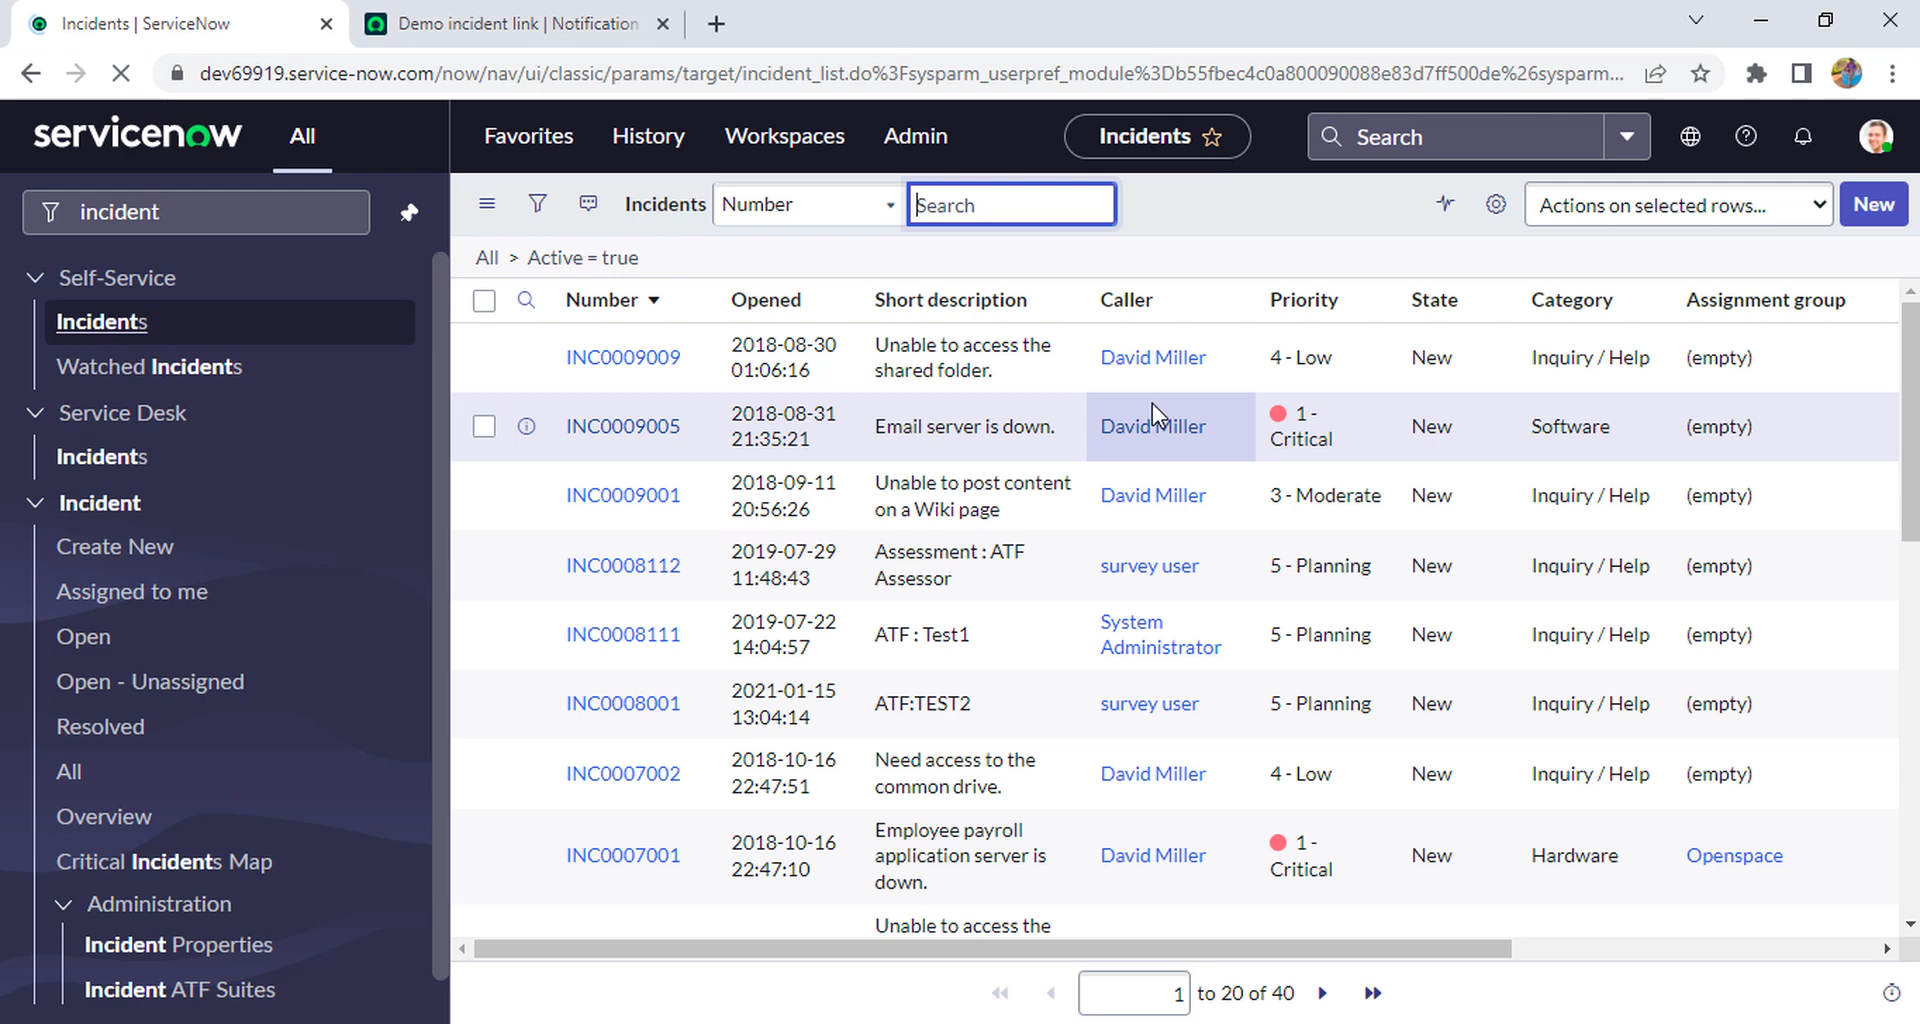 Incidents | ServiceNow
Demo incident link | Notification
dev69919.service-now.com/now/nav/ui/classic/params/target/incident_list.do%3Fsysparm_userpref_module%3Db55fbec4c0a800090088e83d7ff500de%26sysparm...
servicenow All Favorites History Workspaces Admin Incidents Search
incident
Incidents Number Search Actions on selected rows... New
All > Active = true
Self-Service
Incidents
Watched Incidents
Service Desk
Incidents
Incident
Create New
Assigned to me
Open
Open - Unassigned
Resolved
All
Overview
Critical Incidents Map
Administration
Incident Properties
Incident ATF Suites
Number Opened Short description Caller Priority State Category Assignment group
INC0009009 2018-08-30 01:06:16 Unable to access the shared folder. David Miller 4 - Low New Inquiry / Help (empty)
INC0009005 2018-08-31 21:35:21 Email server is down. David Miller 1 - Critical New Software (empty)
INC0009001 2018-09-11 20:56:26 Unable to post content on a Wiki page David Miller 3 - Moderate New Inquiry / Help (empty)
INC0008112 2019-07-29 11:48:43 Assessment : ATF Assessor survey user 5 - Planning New Inquiry / Help (empty)
INC0008111 2019-07-22 14:04:57 ATF : Test1 System Administrator 5 - Planning New Inquiry / Help (empty)
INC0008001 2021-01-15 13:04:14 ATF:TEST2 survey user 5 - Planning New Inquiry / Help (empty)
INC0007002 2018-10-16 22:47:51 Need access to the common drive. David Miller 4 - Low New Inquiry / Help (empty)
INC0007001 2018-10-16 22:47:10 Employee payroll application server is down. David Miller 1 - Critical New Hardware Openspace
Unable to access the
1 to 20 of 40